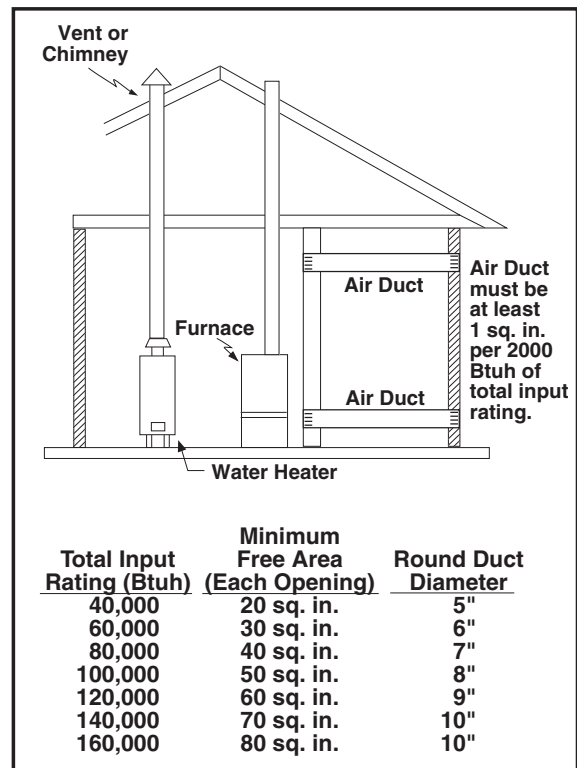 Vent or
Chimney
Air Duct
Air Duct
must be
at least
1 sq. in.
per 2000
Btuh of
total input
rating.
Furnace
Air Duct
Water Heater
Total Input
Rating (Btuh)
Minimum
Free Area
(Each Opening)
Round Duct
Diameter
40,000 20 sq. in. 5"
60,000 30 sq. in. 6"
80,000 40 sq. in. 7"
100,000 50 sq. in. 8"
120,000 60 sq. in. 9"
140,000 70 sq. in. 10"
160,000 80 sq. in. 10"